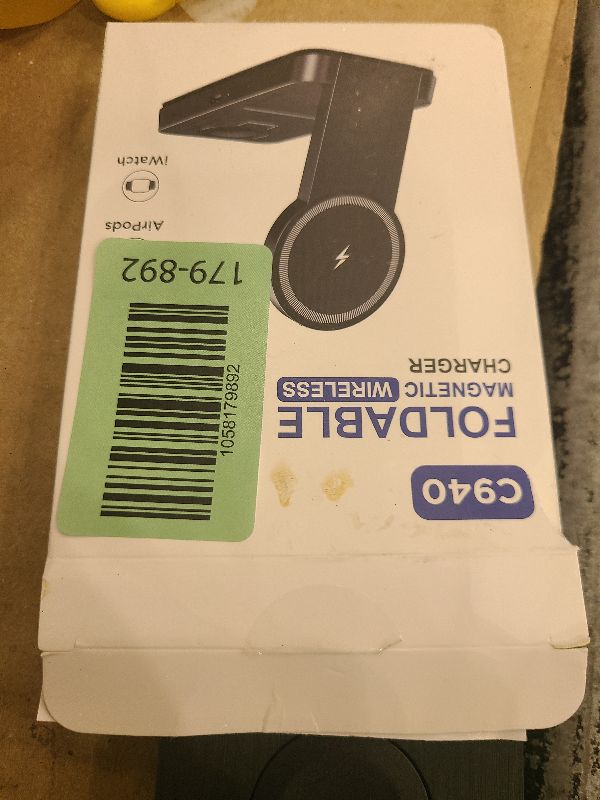 C940
FOLDABLE
MAGNETIC WIRELESS
CHARGER
AirPods
iWatch
179-892
1058179892